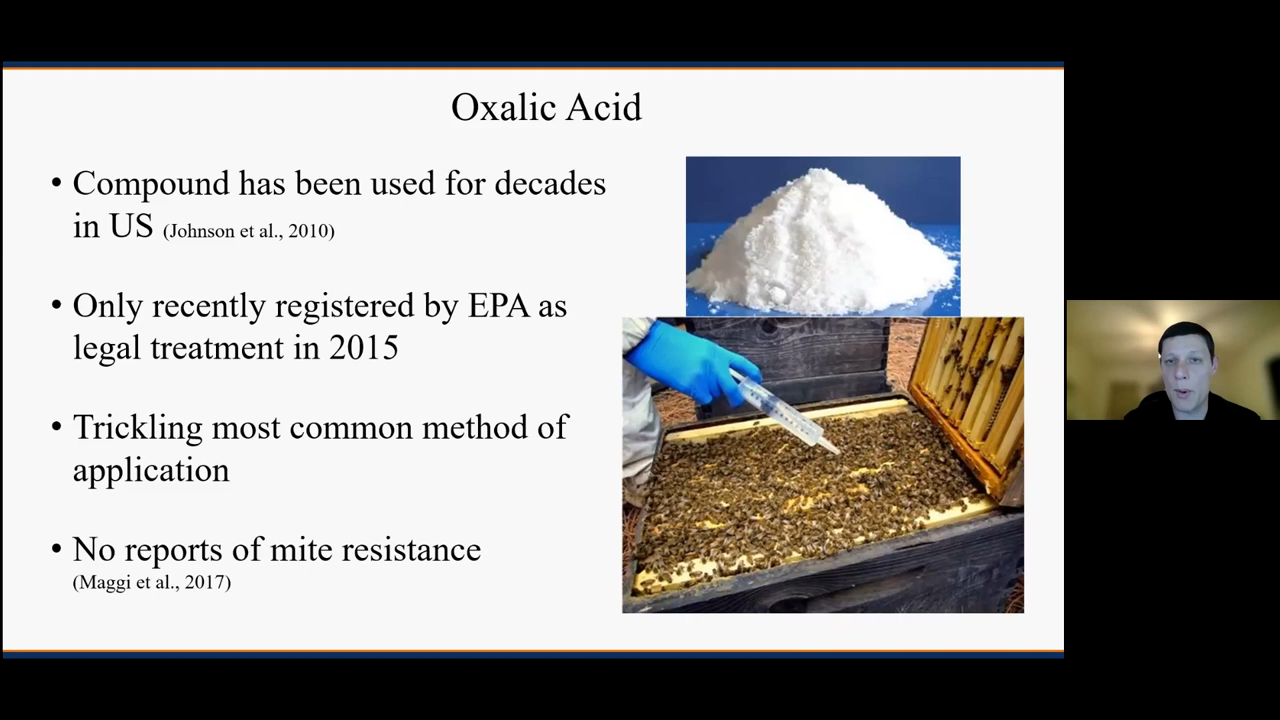 Oxalic Acid
• Compound has been used for decades
in US (Johnson et al., 2010)
• Only recently registered by EPA as
legal treatment in 2015
• Trickling most common method of
application
• No reports of mite resistance
(Maggi et al., 2017)